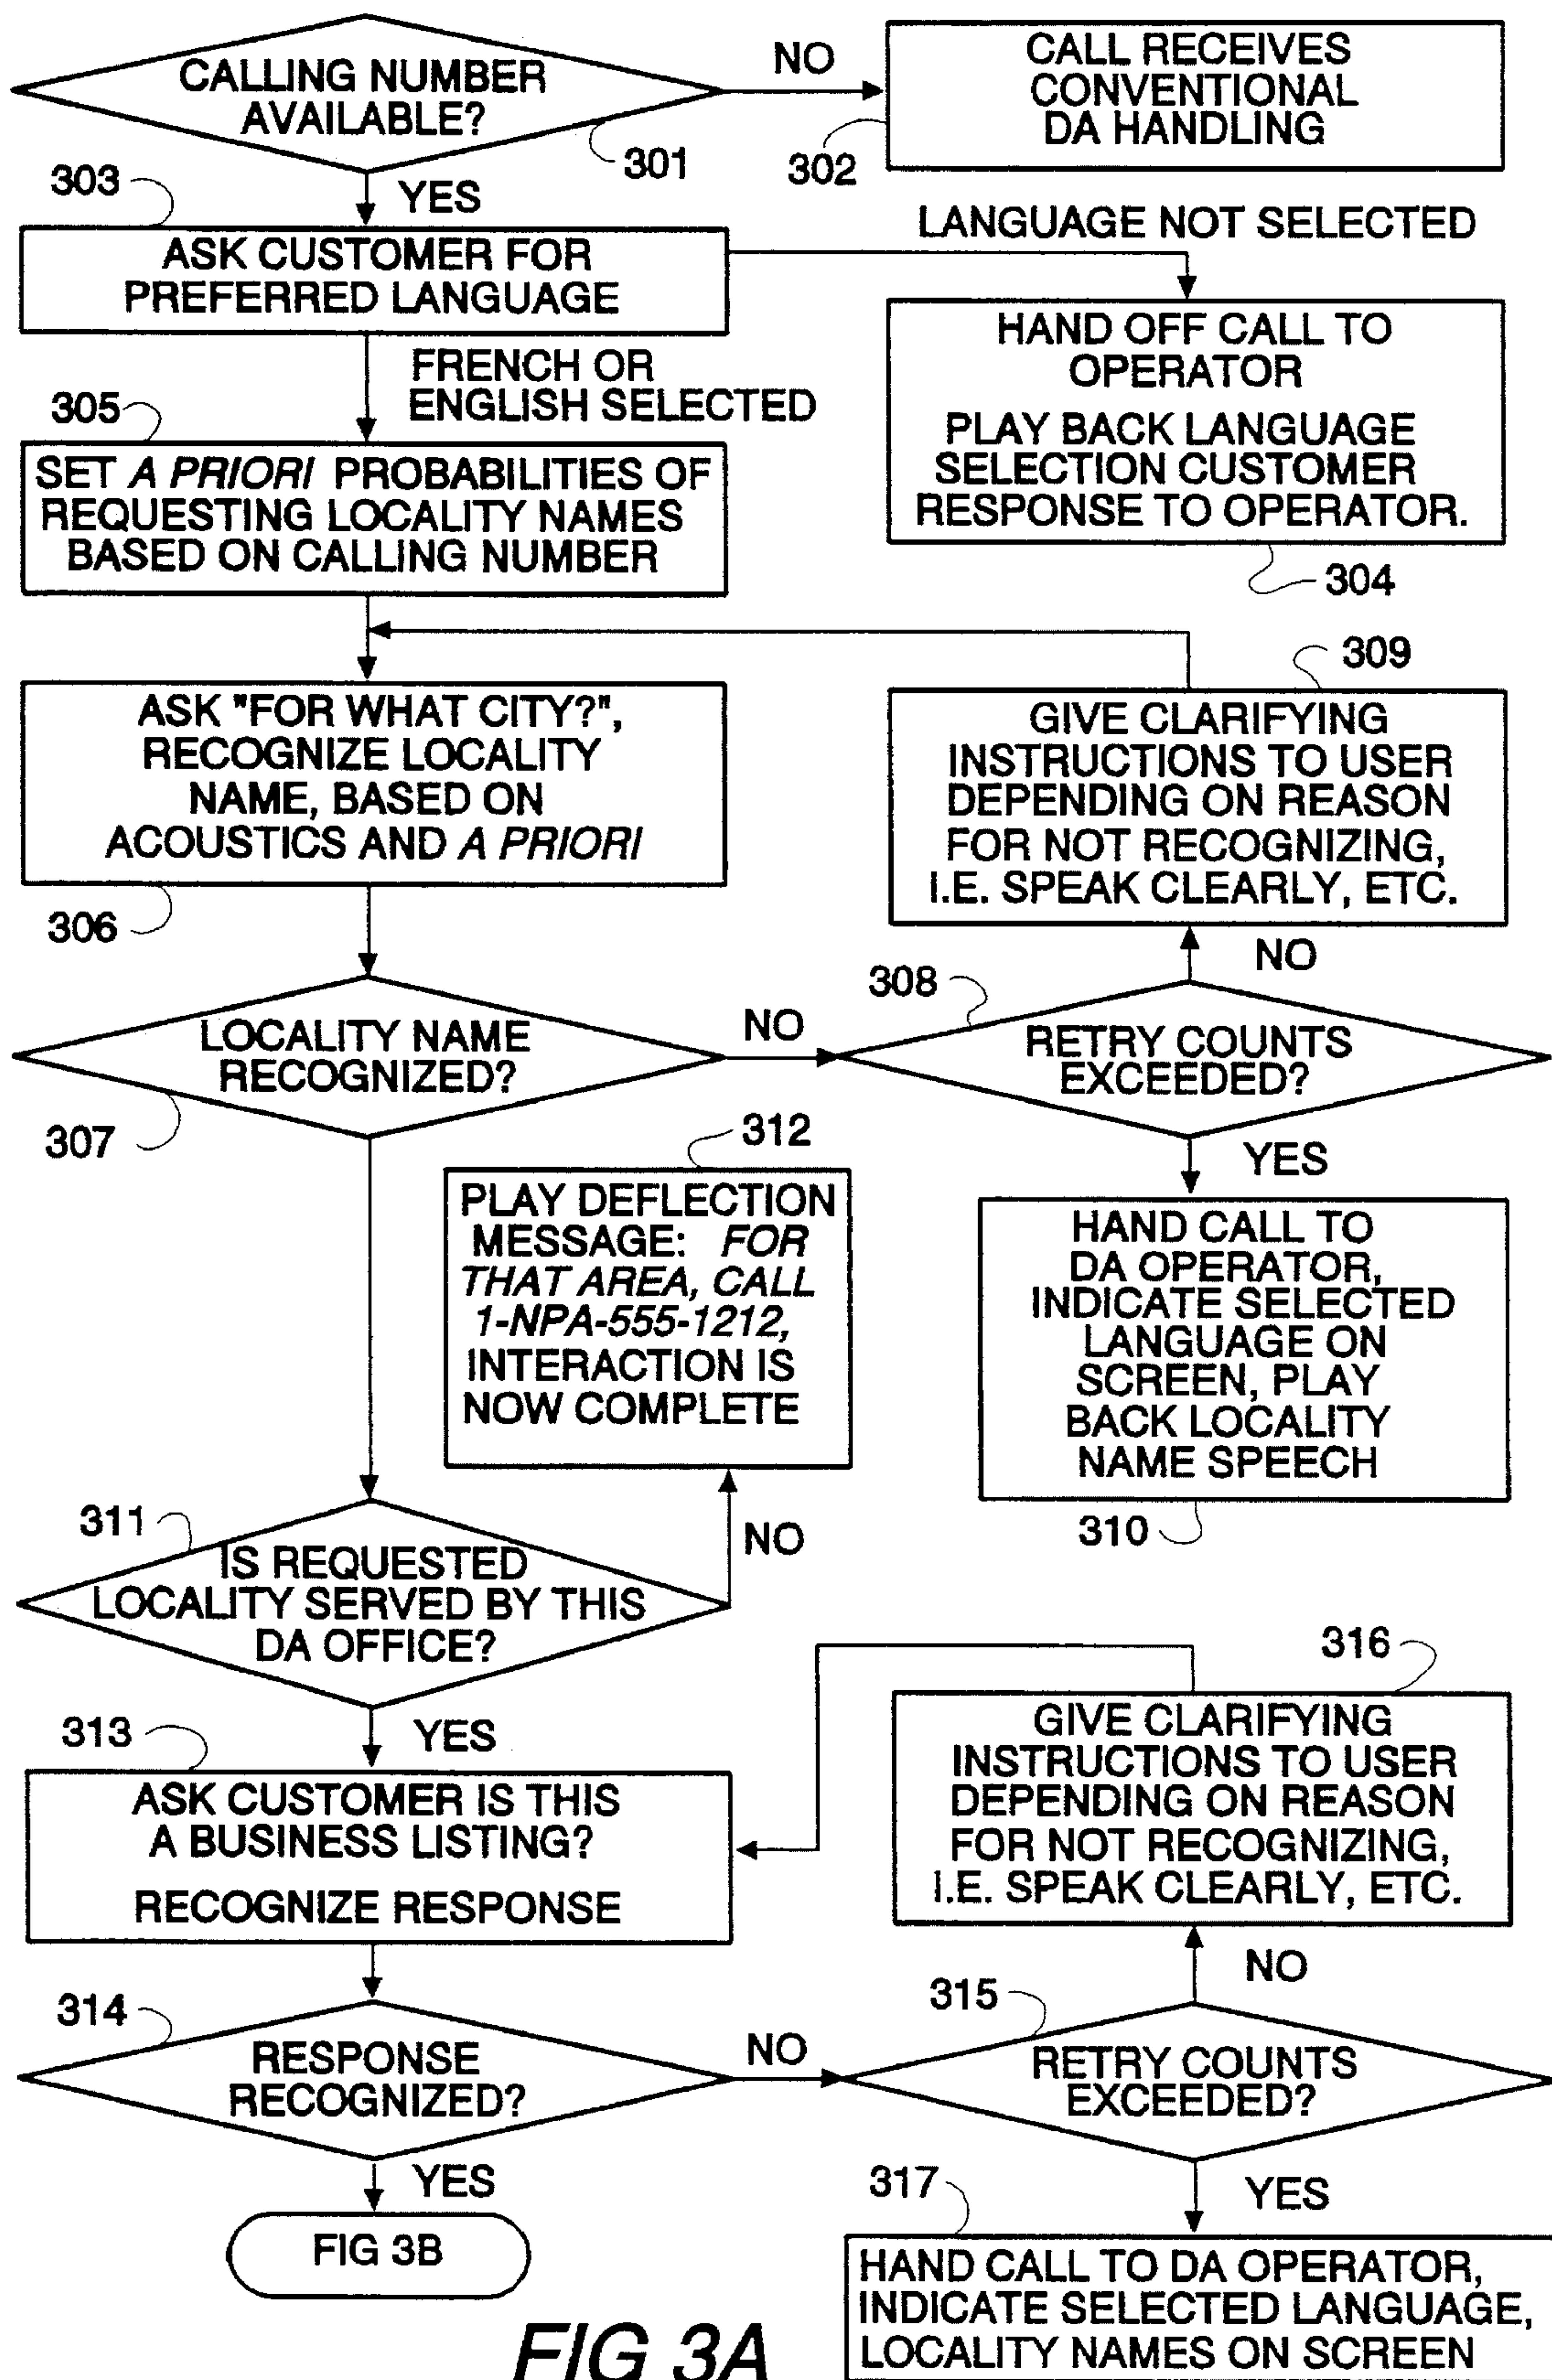 CALLING NUMBER
AVAILABLE?
301
NO
CALL RECEIVES
CONVENTIONAL
DA HANDLING
302
YES
303
ASK CUSTOMER FOR
PREFERRED LANGUAGE
LANGUAGE NOT SELECTED
HAND OFF CALL TO
OPERATOR
PLAY BACK LANGUAGE
SELECTION CUSTOMER
RESPONSE TO OPERATOR.
304
FRENCH OR
ENGLISH SELECTED
305
SET A PRIORI PROBABILITIES OF
REQUESTING LOCALITY NAMES
BASED ON CALLING NUMBER
ASK "FOR WHAT CITY?",
RECOGNIZE LOCALITY
NAME, BASED ON
ACOUSTICS AND A PRIORI
306
309
GIVE CLARIFYING
INSTRUCTIONS TO USER
DEPENDING ON REASON
FOR NOT RECOGNIZING,
I.E. SPEAK CLEARLY, ETC.
NO
LOCALITY NAME
RECOGNIZED?
307
NO
308
RETRY COUNTS
EXCEEDED?
YES
HAND CALL TO
DA OPERATOR,
INDICATE SELECTED
LANGUAGE ON
SCREEN, PLAY
BACK LOCALITY
NAME SPEECH
310
312
PLAY DEFLECTION
MESSAGE: FOR
THAT AREA, CALL
1-NPA-555-1212,
INTERACTION IS
NOW COMPLETE
NO
311
IS REQUESTED
LOCALITY SERVED BY THIS
DA OFFICE?
YES
313
ASK CUSTOMER IS THIS
A BUSINESS LISTING?
RECOGNIZE RESPONSE
316
GIVE CLARIFYING
INSTRUCTIONS TO USER
DEPENDING ON REASON
FOR NOT RECOGNIZING,
I.E. SPEAK CLEARLY, ETC.
NO
314
RESPONSE
RECOGNIZED?
NO
315
RETRY COUNTS
EXCEEDED?
YES
FIG 3B
YES
317
HAND CALL TO DA OPERATOR,
INDICATE SELECTED LANGUAGE,
LOCALITY NAMES ON SCREEN
FIG 3A